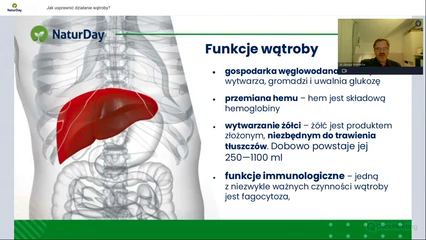 NaturDay
Jak usprawnić działanie wątroby?
NaturDay
Funkcje wątroby
• gospodarka węglowodana
wytwarza, gromadzi i uwalnia glukozę
• przemiana hemu – hem jest składową
hemoglobiny
• wytwarzanie żółci – żółć jest produktem
złożonym, niezbędnym do trawienia
tłuszczów. Dobowo powstaje jej
250—1100 ml
• funkcje immunologiczne – jedną
z niezwykle ważnych czynności wątroby
jest fagocytoza,